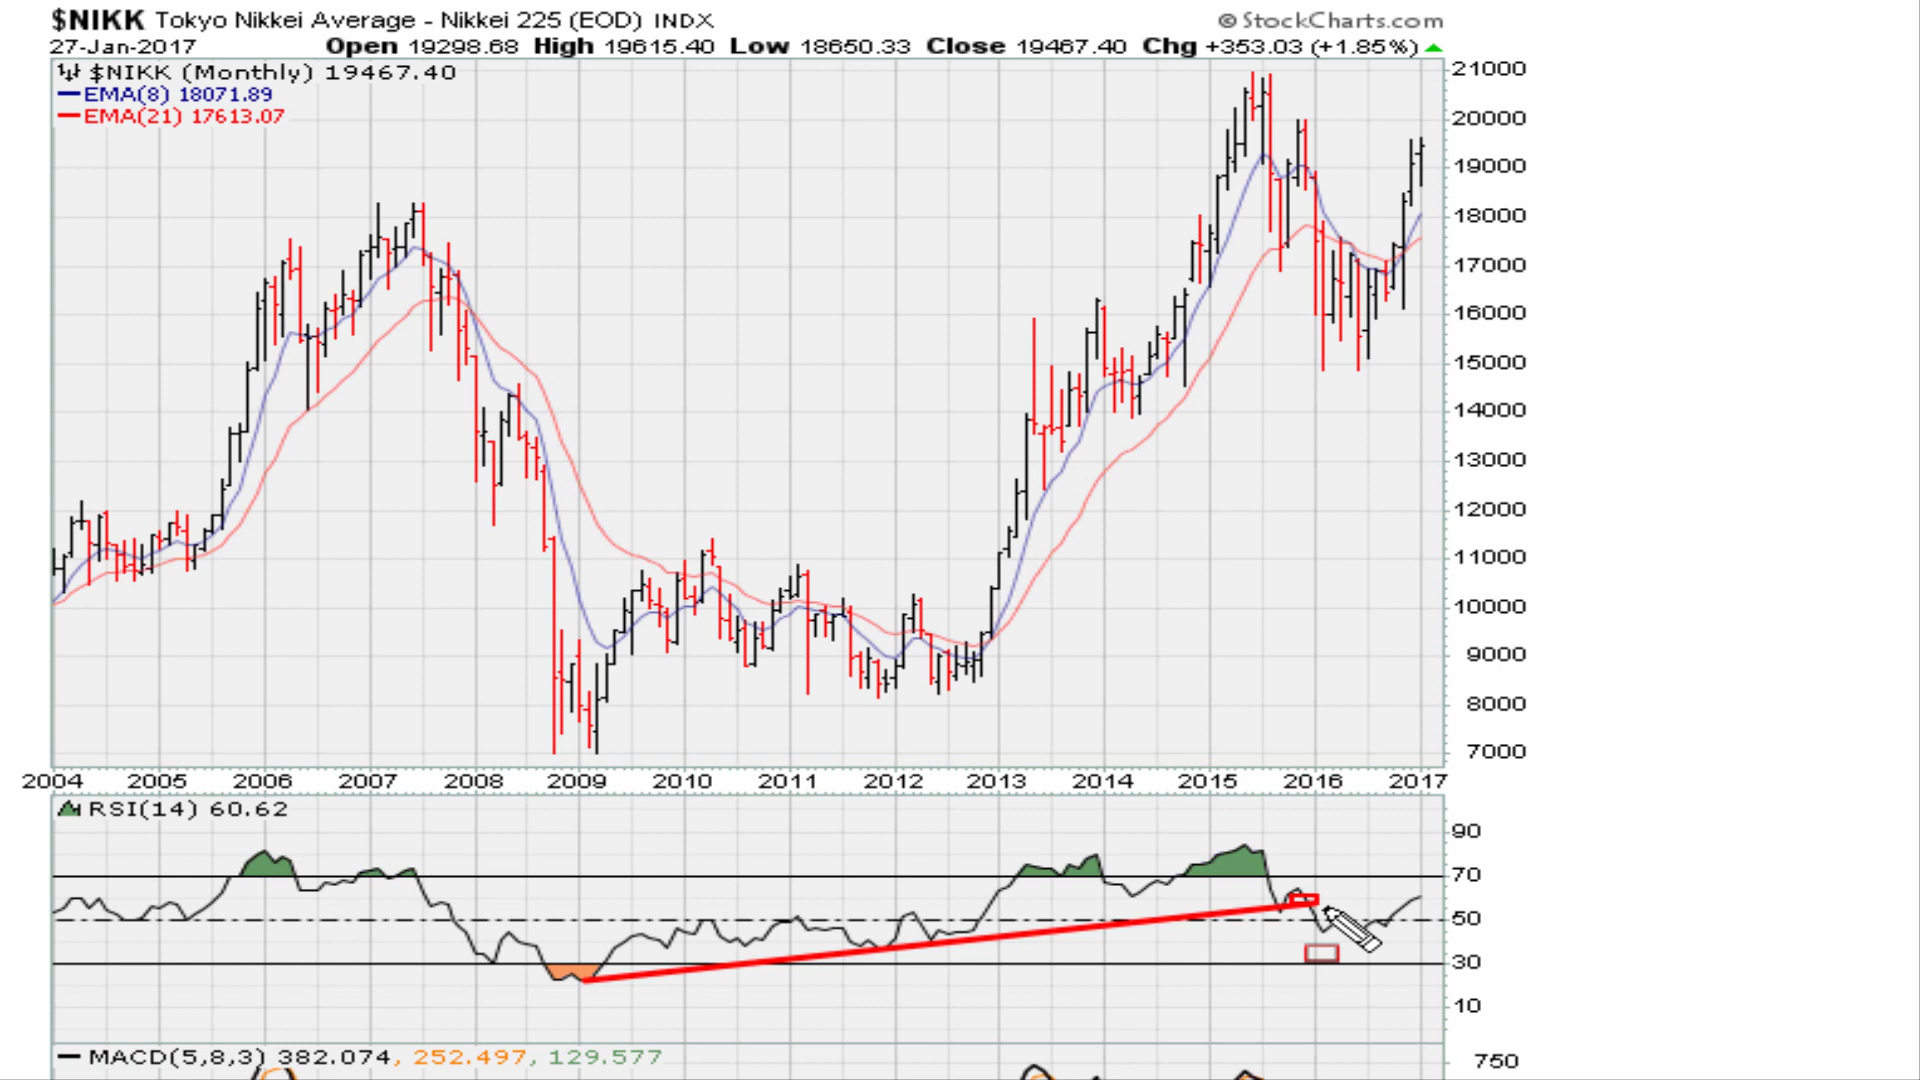 $NIKK Tokyo Nikkei Average - Nikkei 225 (EOD) INDX © StockCharts.com
27-Jan-2017 Open 19298.68 High 19615.40 Low 18650.33 Close 19467.40 Chg +353.03 (+1.85%)
$NIKK (Monthly) 19467.40
EMA(8) 18071.89
EMA(21) 17613.07
21000
20000
19000
18000
17000
16000
15000
14000
13000
12000
11000
10000
9000
8000
7000
2004 2005 2006 2007 2008 2009 2010 2011 2012 2013 2014 2015 2016 2017
RSI(14) 60.62
90
70
50
30
10
MACD(5,8,3) 382.074, 252.497, 129.577
750